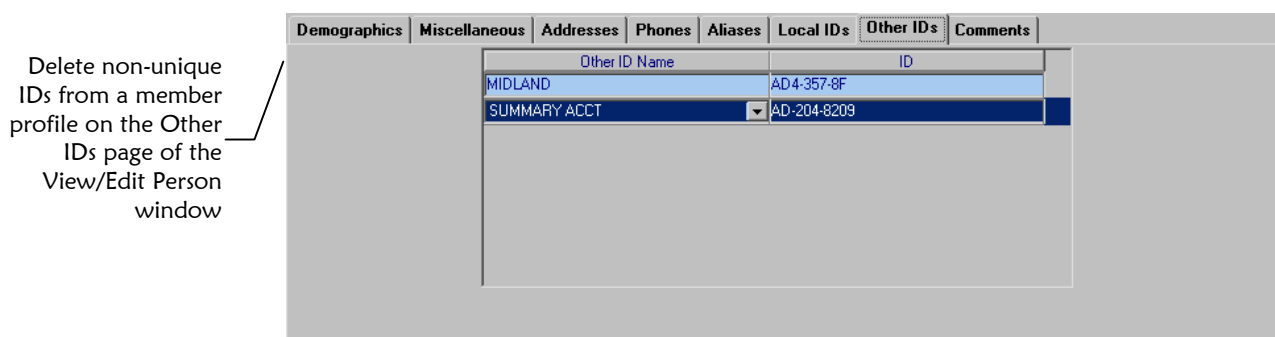 Demographics Miscellaneous Addresses Phones Aliases Local IDs Other IDs Comments
Delete non-unique
IDs from a member
profile on the Other
IDs page of the
View/Edit Person
window
Other ID Name ID
MIDLAND AD4-357-8F
SUMMARY ACCT AD-204-8209